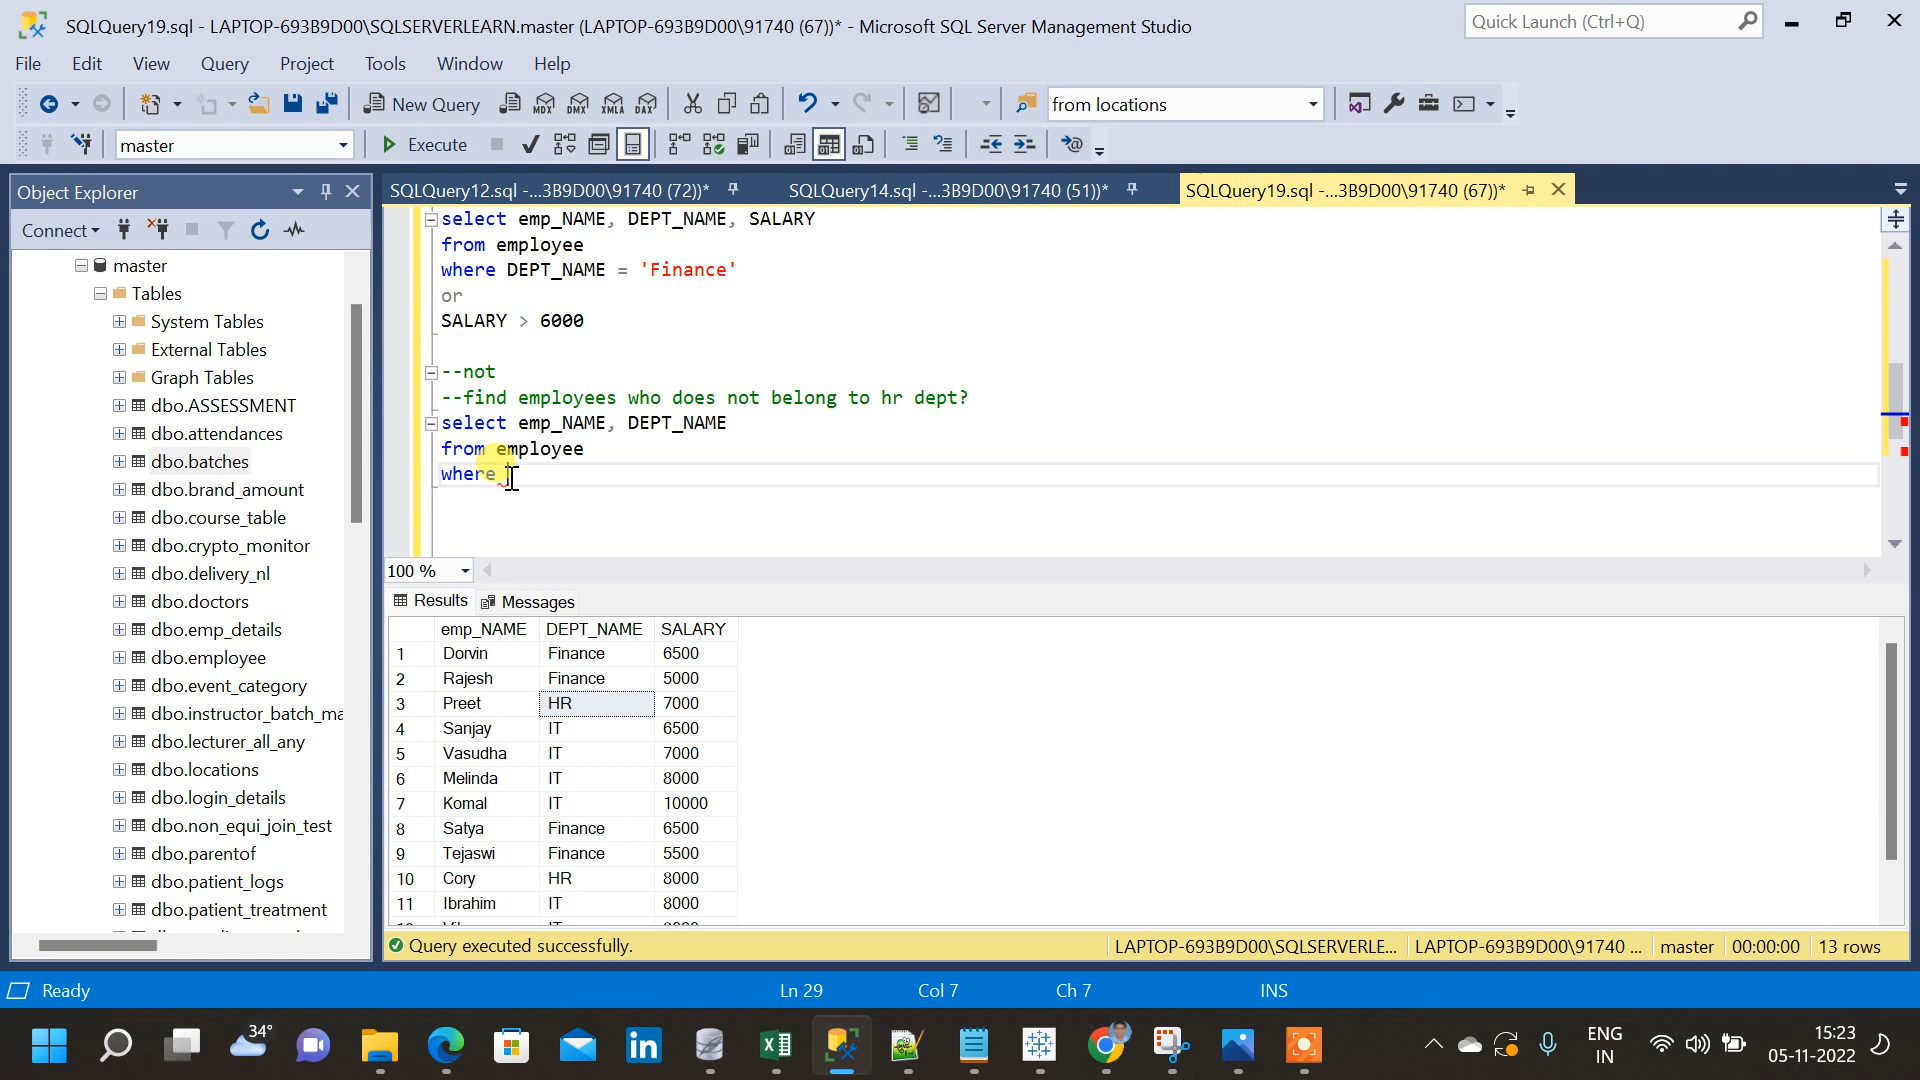 SQLQuery19.sql - LAPTOP-693B9D00\SQLSERVERLEARN.master (LAPTOP-693B9D00\91740 (67))* - Microsoft SQL Server Management Studio
Quick Launch (Ctrl+Q)
File Edit View Query Project Tools Window Help
New Query
MDX DMX XMLA DAX
from locations
master
Execute
Object Explorer
SQLQuery12.sql -...3B9D00\91740 (72))*
SQLQuery14.sql -...3B9D00\91740 (51))*
SQLQuery19.sql -...3B9D00\91740 (67))*
Connect
master
Tables
System Tables
External Tables
Graph Tables
dbo.ASSESSMENT
dbo.attendances
dbo.batches
dbo.brand_amount
dbo.course_table
dbo.crypto_monitor
dbo.delivery_nl
dbo.doctors
dbo.emp_details
dbo.employee
dbo.event_category
dbo.instructor_batch_ma
dbo.lecturer_all_any
dbo.locations
dbo.login_details
dbo.non_equi_join_test
dbo.parentof
dbo.patient_logs
dbo.patient_treatment
select emp_NAME, DEPT_NAME, SALARY
from employee
where DEPT_NAME = 'Finance'
or
SALARY > 6000
--not
--find employees who does not belong to hr dept?
select emp_NAME, DEPT_NAME
from employee
where
100 %
Results Messages
emp_NAME DEPT_NAME SALARY
1 Dorvin Finance 6500
2 Rajesh Finance 5000
3 Preet HR 7000
4 Sanjay IT 6500
5 Vasudha IT 7000
6 Melinda IT 8000
7 Komal IT 10000
8 Satya Finance 6500
9 Tejaswi Finance 5500
10 Cory HR 8000
11 Ibrahim IT 8000
Query executed successfully.
LAPTOP-693B9D00\SQLSERVERLE... LAPTOP-693B9D00\91740 ... master 00:00:00 13 rows
Ready
Ln 29 Col 7 Ch 7 INS
34°
in
ENG
IN
15:23
05-11-2022